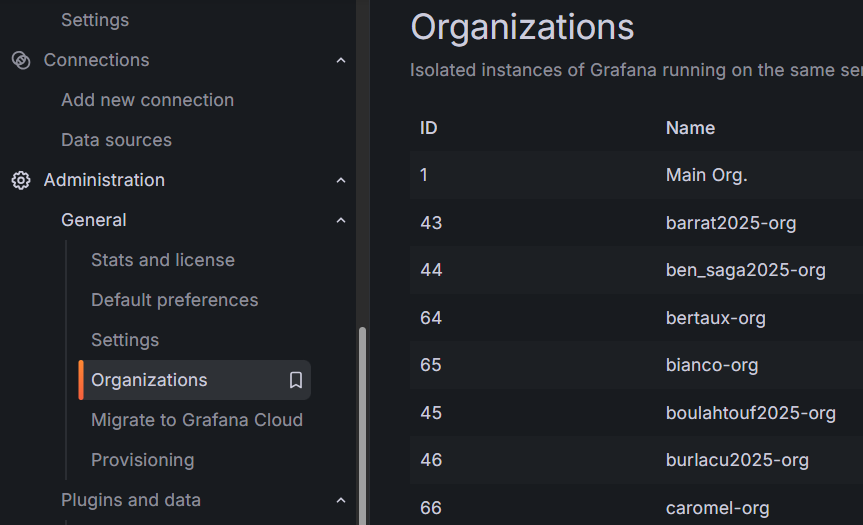 Settings
Connections
Add new connection
Data sources
Administration
General
Stats and license
Default preferences
Settings
Organizations
Migrate to Grafana Cloud
Provisioning
Plugins and data
Organizations
Isolated instances of Grafana running on the same
ID Name
1 Main Org.
43 barrat2025-org
44 ben_saga2025-org
64 bertaux-org
65 bianco-org
45 boulahtouf2025-org
46 burlacu2025-org
66 caromel-org